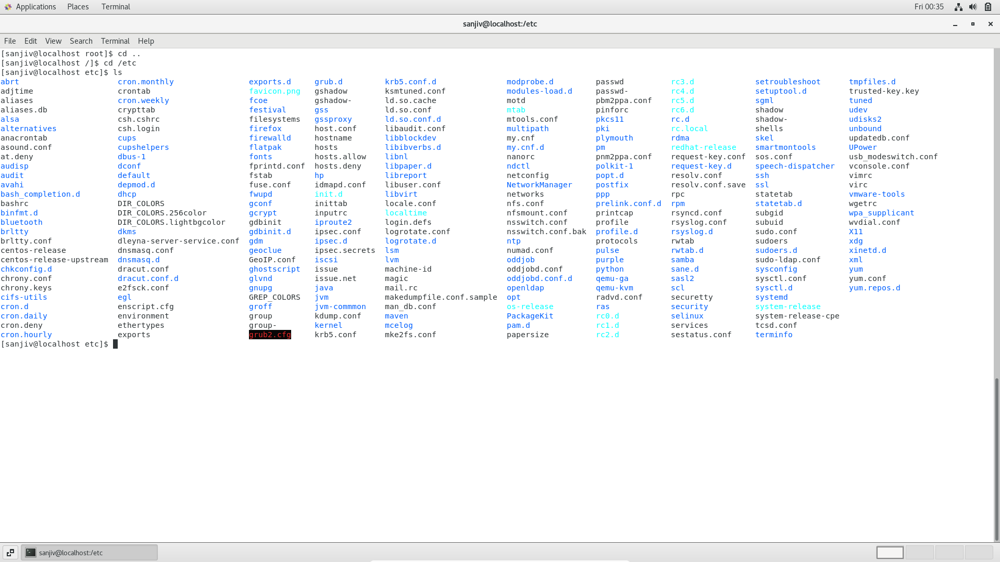 Applications Places Terminal Fri 00:35
sanjiv@localhost:/etc
File Edit View Search Terminal Help
[sanjiv@localhost root]$ cd ..
[sanjiv@localhost /]$ cd /etc
[sanjiv@localhost etc]$ ls
abrt cron.monthly exports.d grub.d krb5.conf.d modprobe.d passwd rc3.d setroubleshoot tmpfiles.d
adjtime crontab favicon.png gshadow ksmtuned.conf modules-load.d passwd- rc4.d setuptool.d trusted-key.key
aliases cron.weekly fcoe gshadow- ld.so.cache motd pbm2ppa.conf rc5.d sgml tuned
aliases.db crypttab festival gss ld.so.conf mtab pinforc rc6.d shadow udev
alsa csh.cshrc filesystems gssproxy ld.so.conf.d mtools.conf pkcs11 rc.d shadow- udisks2
alternatives csh.login firefox host.conf libaudit.conf multipath pki rc.local shells unbound
anacrontab cups firewalld hostname libblockdev my.cnf plymouth rdma skel updatedb.conf
asound.conf cupshelpers flatpak hosts libibverbs.d my.cnf.d pm redhat-release smartmontools UPower
at.deny dbus-1 fonts hosts.allow libnl nanorc pnm2ppa.conf request-key.conf sos.conf usb_modeswitch.conf
audisp dconf fprintd.conf hosts.deny libpaper.d ndctl polkit-1 request-key.d speech-dispatcher vconsole.conf
audit default fstab hp libreport netconfig popt.d resolv.conf ssh vimrc
avahi depmod.d fuse.conf idmapd.conf libuser.conf NetworkManager postfix resolv.conf.save ssl virc
bash_completion.d dhcp fwupd init.d libvirt networks ppp rpc statetab vmware-tools
bashrc DIR_COLORS gconf inittab locale.conf nfs.conf prelink.conf.d rpm statetab.d wgetrc
binfmt.d DIR_COLORS.256color gcrypt inputrc localtime nfsmount.conf printcap rsyncd.conf subgid wpa_supplicant
bluetooth DIR_COLORS.lightbgcolor gdbinit iproute2 login.defs nsswitch.conf profile rsyslog.conf subuid wvdial.conf
brltty dkms gdbinit.d ipsec.conf logrotate.conf nsswitch.conf.bak profile.d rsyslog.d sudo.conf X11
brltty.conf dleyna-server-service.conf gdm ipsec.d logrotate.d ntp protocols rwtab sudoers xdg
centos-release dnsmasq.conf geoclue ipsec.secrets lsm numad.conf pulse rwtab.d sudoers.d xinetd.d
centos-release-upstream dnsmasq.d GeoIP.conf iscsi lvm oddjob purple samba sudo-ldap.conf xml
chkconfig.d dracut.conf ghostscript issue machine-id oddjobd.conf python sane.d sysconfig yum
chrony.conf dracut.conf.d glvnd issue.net magic oddjobd.conf.d qemu-ga sasl2 sysctl.conf yum.conf
chrony.keys e2fsck.conf gnupg java mail.rc openldap qemu-kvm scl sysctl.d yum.repos.d
cifs-utils egl GREP_COLORS jvm makedumpfile.conf.sample opt radvd.conf securetty systemd
cron.d enscript.cfg groff jvm-commmon man_db.conf os-release ras security system-release
cron.daily environment group kdump.conf maven PackageKit rc0.d selinux system-release-cpe
cron.deny ethertypes group- kernel mcelog pam.d rc1.d services tcsd.conf
cron.hourly exports grub2.cfg krb5.conf mke2fs.conf papersize rc2.d sestatus.conf terminfo
[sanjiv@localhost etc]$
sanjiv@localhost:/etc